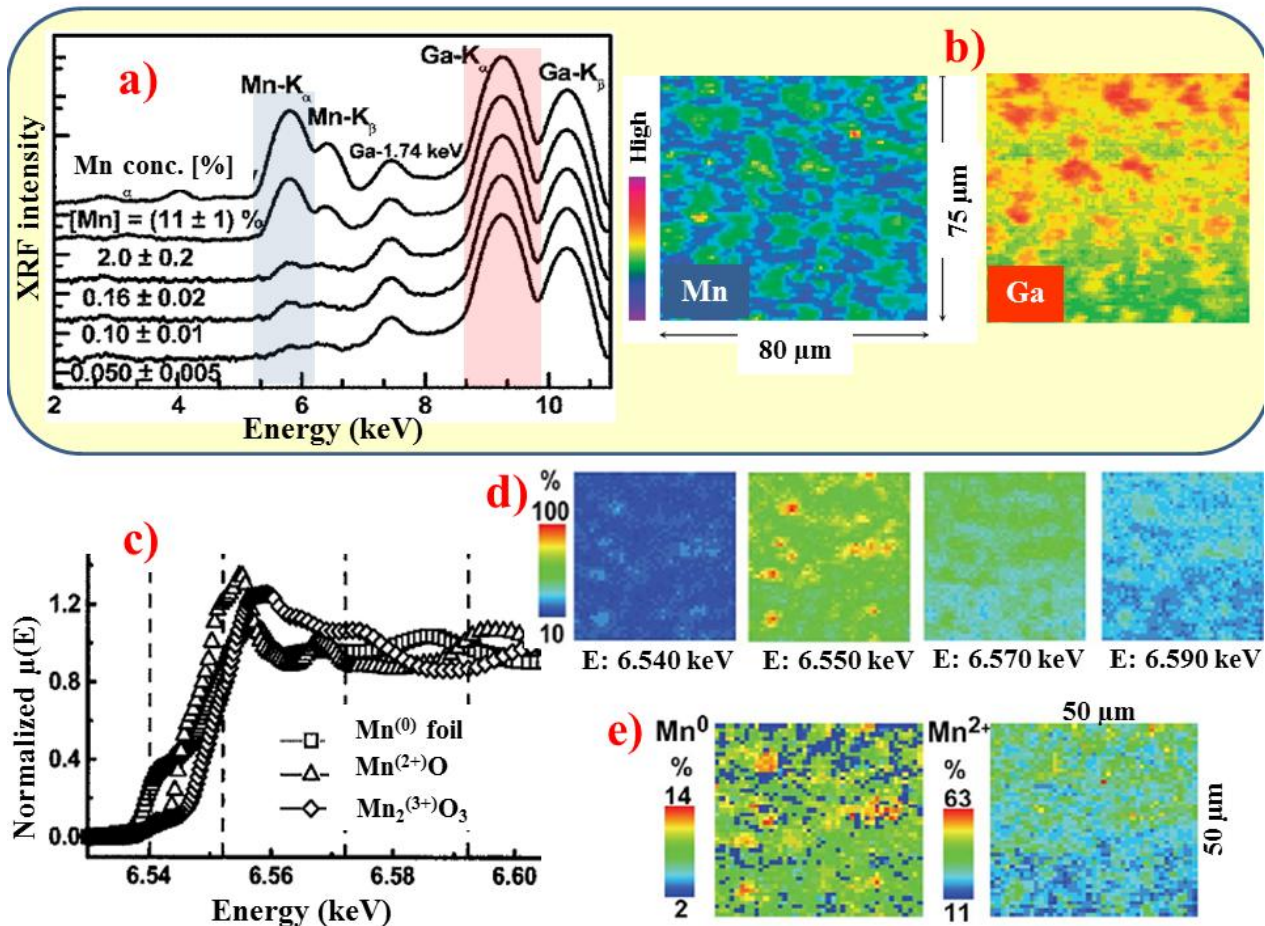 a)
Mn-Kα
Mn-Kβ
Ga-1.74 keV
Ga-Kα
Ga-Kβ
Mn conc. [%]
α
[Mn] = (11 ± 1) %
2.0 ± 0.2
0.16 ± 0.02
0.10 ± 0.01
0.050 ± 0.005
XRF intensity
2 4 6 8 10
Energy (keV)
b)
High
Mn
75 µm
80 µm
Ga
c)
1.2
0.8
0.4
0.0
Normalized µ(E)
Mn(0) foil
Mn(2+)O
Mn2(3+)O3
6.54 6.56 6.58 6.60
Energy (keV)
d)
%
100
10
E: 6.540 keV
E: 6.550 keV
E: 6.570 keV
E: 6.590 keV
e)
Mn0
%
14
2
Mn2+
%
63
11
50 µm
50 µm